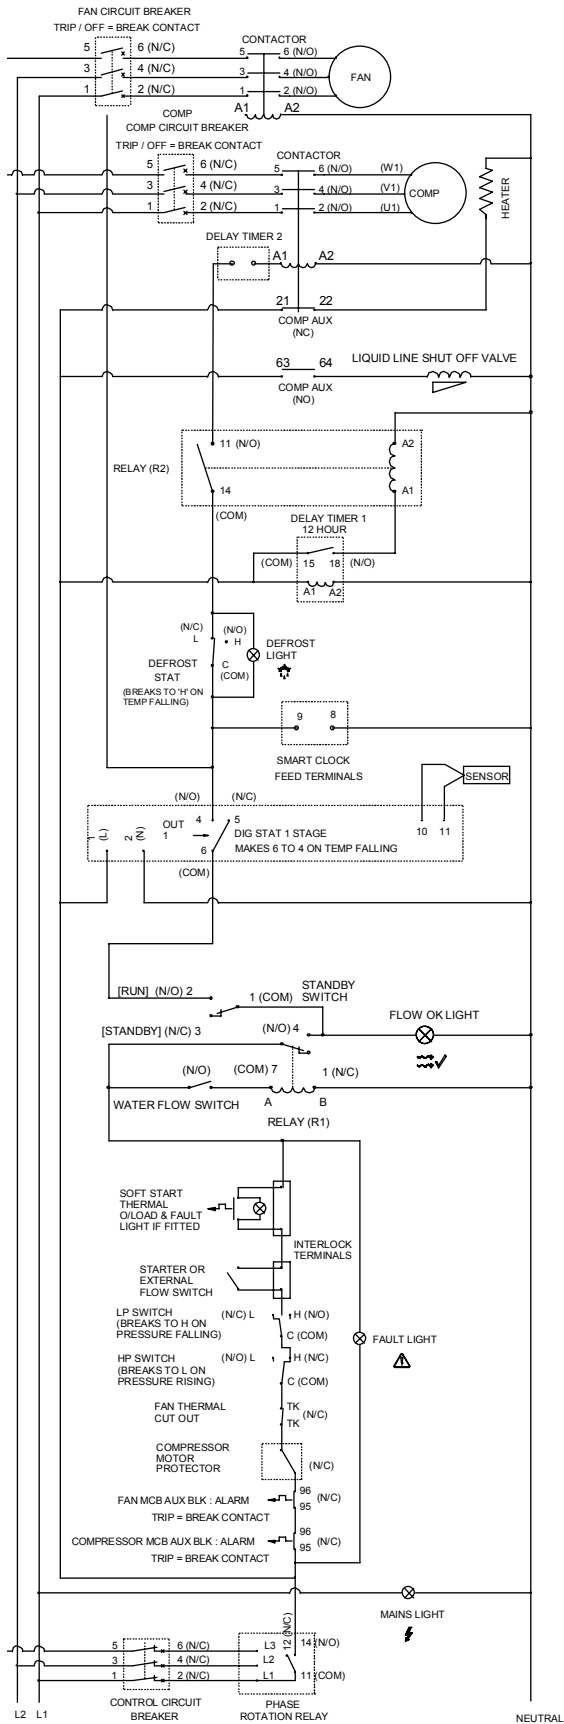 FAN CIRCUIT BREAKER
TRIP / OFF = BREAK CONTACT
CONTACTOR
5 6 (N/C) 5 6 (N/O)
3 4 (N/C) 3 4 (N/O) FAN
1 2 (N/C) 1 2 (N/O)
A1 A2
COMP
COMP CIRCUIT BREAKER
TRIP / OFF = BREAK CONTACT
CONTACTOR
5 6 (N/C) 5 6 (N/O) (W1)
3 4 (N/C) 3 4 (N/O) (V1) COMP
1 2 (N/C) 1 2 (N/O) (U1)
HEATER
DELAY TIMER 2
A1 A2
21 22
COMP AUX
(NC)
63 64
COMP AUX
(NO)
LIQUID LINE SHUT OFF VALVE
11 (N/O) A2
RELAY (R2)
14 A1
(COM)
DELAY TIMER 1
12 HOUR
(COM) 15 18 (N/O)
A1 A2
(N/C) (N/O)
L H
DEFROST
LIGHT
DEFROST
STAT
C
(COM)
(BREAKS TO 'H' ON
TEMP FALLING)
9 8
SMART CLOCK
FEED TERMINALS
SENSOR
(N/O) (N/C)
1 (L) 2 (N) OUT 1 4 5 10 11
DIG STAT 1 STAGE
MAKES 6 TO 4 ON TEMP FALLING
6
(COM)
[RUN] (N/O) 2 1 (COM)
STANDBY
SWITCH
FLOW OK LIGHT
[STANDBY] (N/C) 3 (N/O) 4
(N/O) (COM) 7 1 (N/C)
WATER FLOW SWITCH A B
RELAY (R1)
SOFT START
THERMAL
O/LOAD & FAULT
LIGHT IF FITTED
INTERLOCK
TERMINALS
STARTER OR
EXTERNAL
FLOW SWITCH
LP SWITCH
(BREAKS TO H ON
PRESSURE FALLING)
(N/C) L H (N/O)
C (COM)
FAULT LIGHT
HP SWITCH
(BREAKS TO L ON
PRESSURE RISING)
(N/O) L H (N/C)
C (COM)
FAN THERMAL
CUT OUT
TK
TK
(N/C)
COMPRESSOR
MOTOR
PROTECTOR
(N/C)
FAN MCB AUX BLK : ALARM
96
95
(N/C)
TRIP = BREAK CONTACT
COMPRESSOR MCB AUX BLK : ALARM
96
95
(N/C)
TRIP = BREAK CONTACT
MAINS LIGHT
12 (N/C)
14 (N/O)
5 6 (N/C) L3
3 4 (N/C) L2
1 2 (N/C) L1 11 (COM)
CONTROL CIRCUIT
BREAKER
PHASE
ROTATION RELAY
L2 L1
NEUTRAL